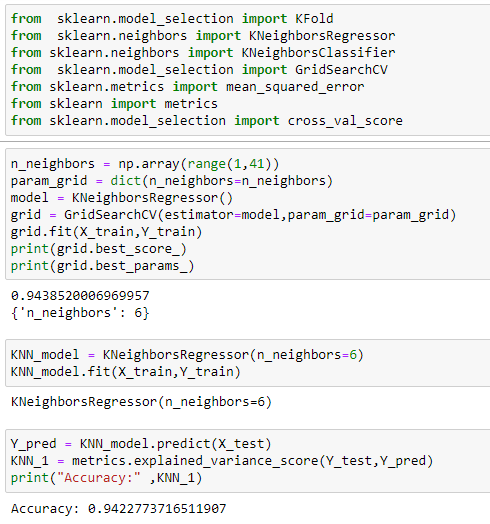 from  sklearn.model_selection import KFold
from  sklearn.neighbors import KNeighborsRegressor
from sklearn.neighbors import KNeighborsClassifier
from  sklearn.model_selection import GridSearchCV
from sklearn.metrics import mean_squared_error
from sklearn import metrics
from sklearn.model_selection import cross_val_score
n_neighbors = np.array(range(1,41))
param_grid = dict(n_neighbors=n_neighbors)
model = KNeighborsRegressor()
grid = GridSearchCV(estimator=model,param_grid=param_grid)
grid.fit(X_train,Y_train)
print(grid.best_score_)
print(grid.best_params_)
0.9438520006969957
{'n_neighbors': 6}
KNN_model = KNeighborsRegressor(n_neighbors=6)
KNN_model.fit(X_train,Y_train)
KNeighborsRegressor(n_neighbors=6)
Y_pred = KNN_model.predict(X_test)
KNN_1 = metrics.explained_variance_score(Y_test,Y_pred)
print("Accuracy:" ,KNN_1)
Accuracy: 0.9422773716511907